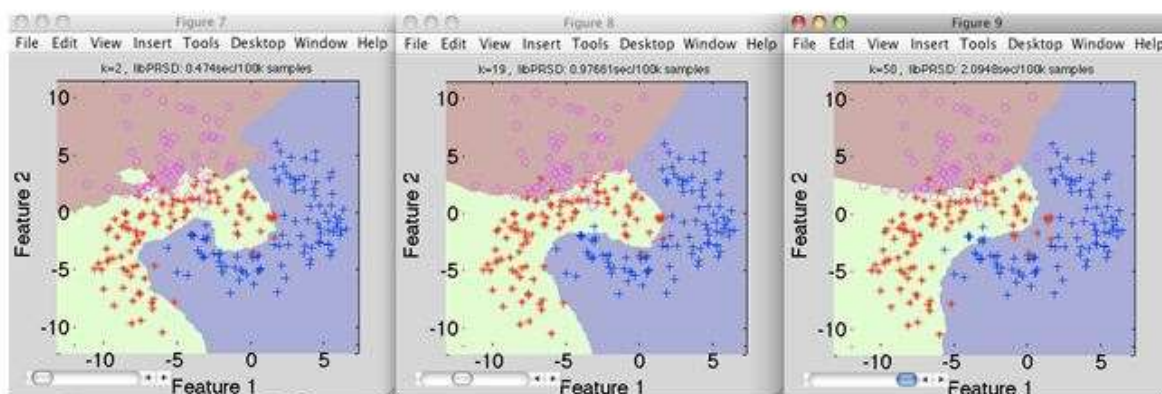 Figure 7
File Edit View Insert Tools Desktop Window Help
k=2 , libPRSD: 0.474sec/100k samples
Feature 2
10
5
0
-5
-10
-10 -5 0 5
Feature 1
Figure 8
File Edit View Insert Tools Desktop Window Help
k=19 , libPRSD: 0.97661sec/100k samples
Feature 2
10
5
0
-5
-10
-10 -5 0 5
Feature 1
Figure 9
File Edit View Insert Tools Desktop Window Help
k=50 , libPRSD: 2.0948sec/100k samples
Feature 2
10
5
0
-5
-10
-10 -5 0 5
Feature 1